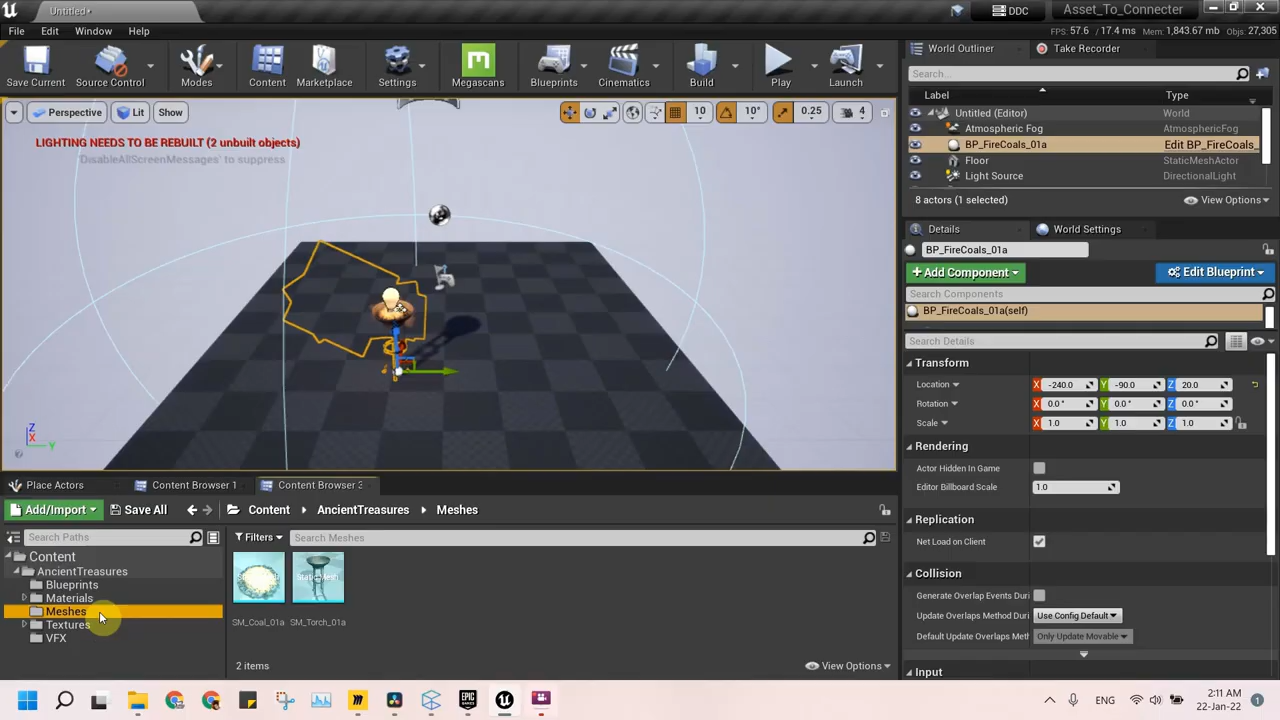 Untitled*
DDC
Asset_To_Connecter
File
Edit
Window
Help
FPS: 57.6 / 17.4 ms
Mem: 1,843.67 mb
Objs: 27,305
Save Current
Source Control
Modes
Content
Marketplace
Settings
Megascans
Blueprints
Cinematics
Build
Play
Launch
World Outliner
Take Recorder
Search...
Label
Type
Untitled (Editor)
World
Atmospheric Fog
AtmosphericFog
BP_FireCoals_01a
Edit BP_FireCoals_
Floor
StaticMeshActor
Light Source
DirectionalLight
8 actors (1 selected)
View Options
Perspective
Lit
Show
10
10°
0.25
4
LIGHTING NEEDS TO BE REBUILT (2 unbuilt objects)
'DisableAllScreenMessages' to suppress
Z
X
Y
Details
World Settings
BP_FireCoals_01a
Add Component
Edit Blueprint
Search Components
BP_FireCoals_01a(self)
Search Details
Transform
Location
X -240.0
Y -90.0
Z 20.0
Rotation
X 0.0 °
Y 0.0 °
Z 0.0 °
Scale
X 1.0
Y 1.0
Z 1.0
Rendering
Actor Hidden In Game
Editor Billboard Scale
1.0
Replication
Net Load on Client
Collision
Generate Overlap Events Duri
Update Overlaps Method Duri
Use Config Default
Default Update Overlaps Meth
Only Update Movable
Input
Place Actors
Content Browser 1
Content Browser 3
Add/Import
Save All
Content
AncientTreasures
Meshes
Search Paths
Filters
Search Meshes
Content
AncientTreasures
Blueprints
Materials
Meshes
Textures
VFX
SM_Coal_01a
SM_Torch_01a
2 items
View Options
EPIC
GAMES
ENG
2:11 AM
22-Jan-22
1